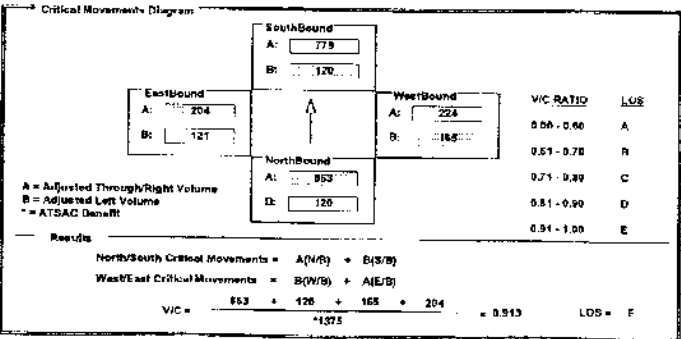 * Critical Movements Diagram
SouthBound
A: 779
B: 120
EastBound
A: 204
B: 121
WestBound
A: 224
B: 165
NorthBound
A: 863
B: 120
V/C RATIO LOS
0.00 - 0.60 A
0.61 - 0.70 B
0.71 - 0.80 C
0.81 - 0.90 D
0.91 - 1.00 E
A = Adjusted Through/Right Volume
B = Adjusted Left Volume
* = ATSAC Benefit
Results
North/South Critical Movements = A(N/B) + B(S/B)
West/East Critical Movements = B(W/B) + A(E/B)
V/C = 863 + 120 + 165 + 204 = 0.913 LOS =
*1375